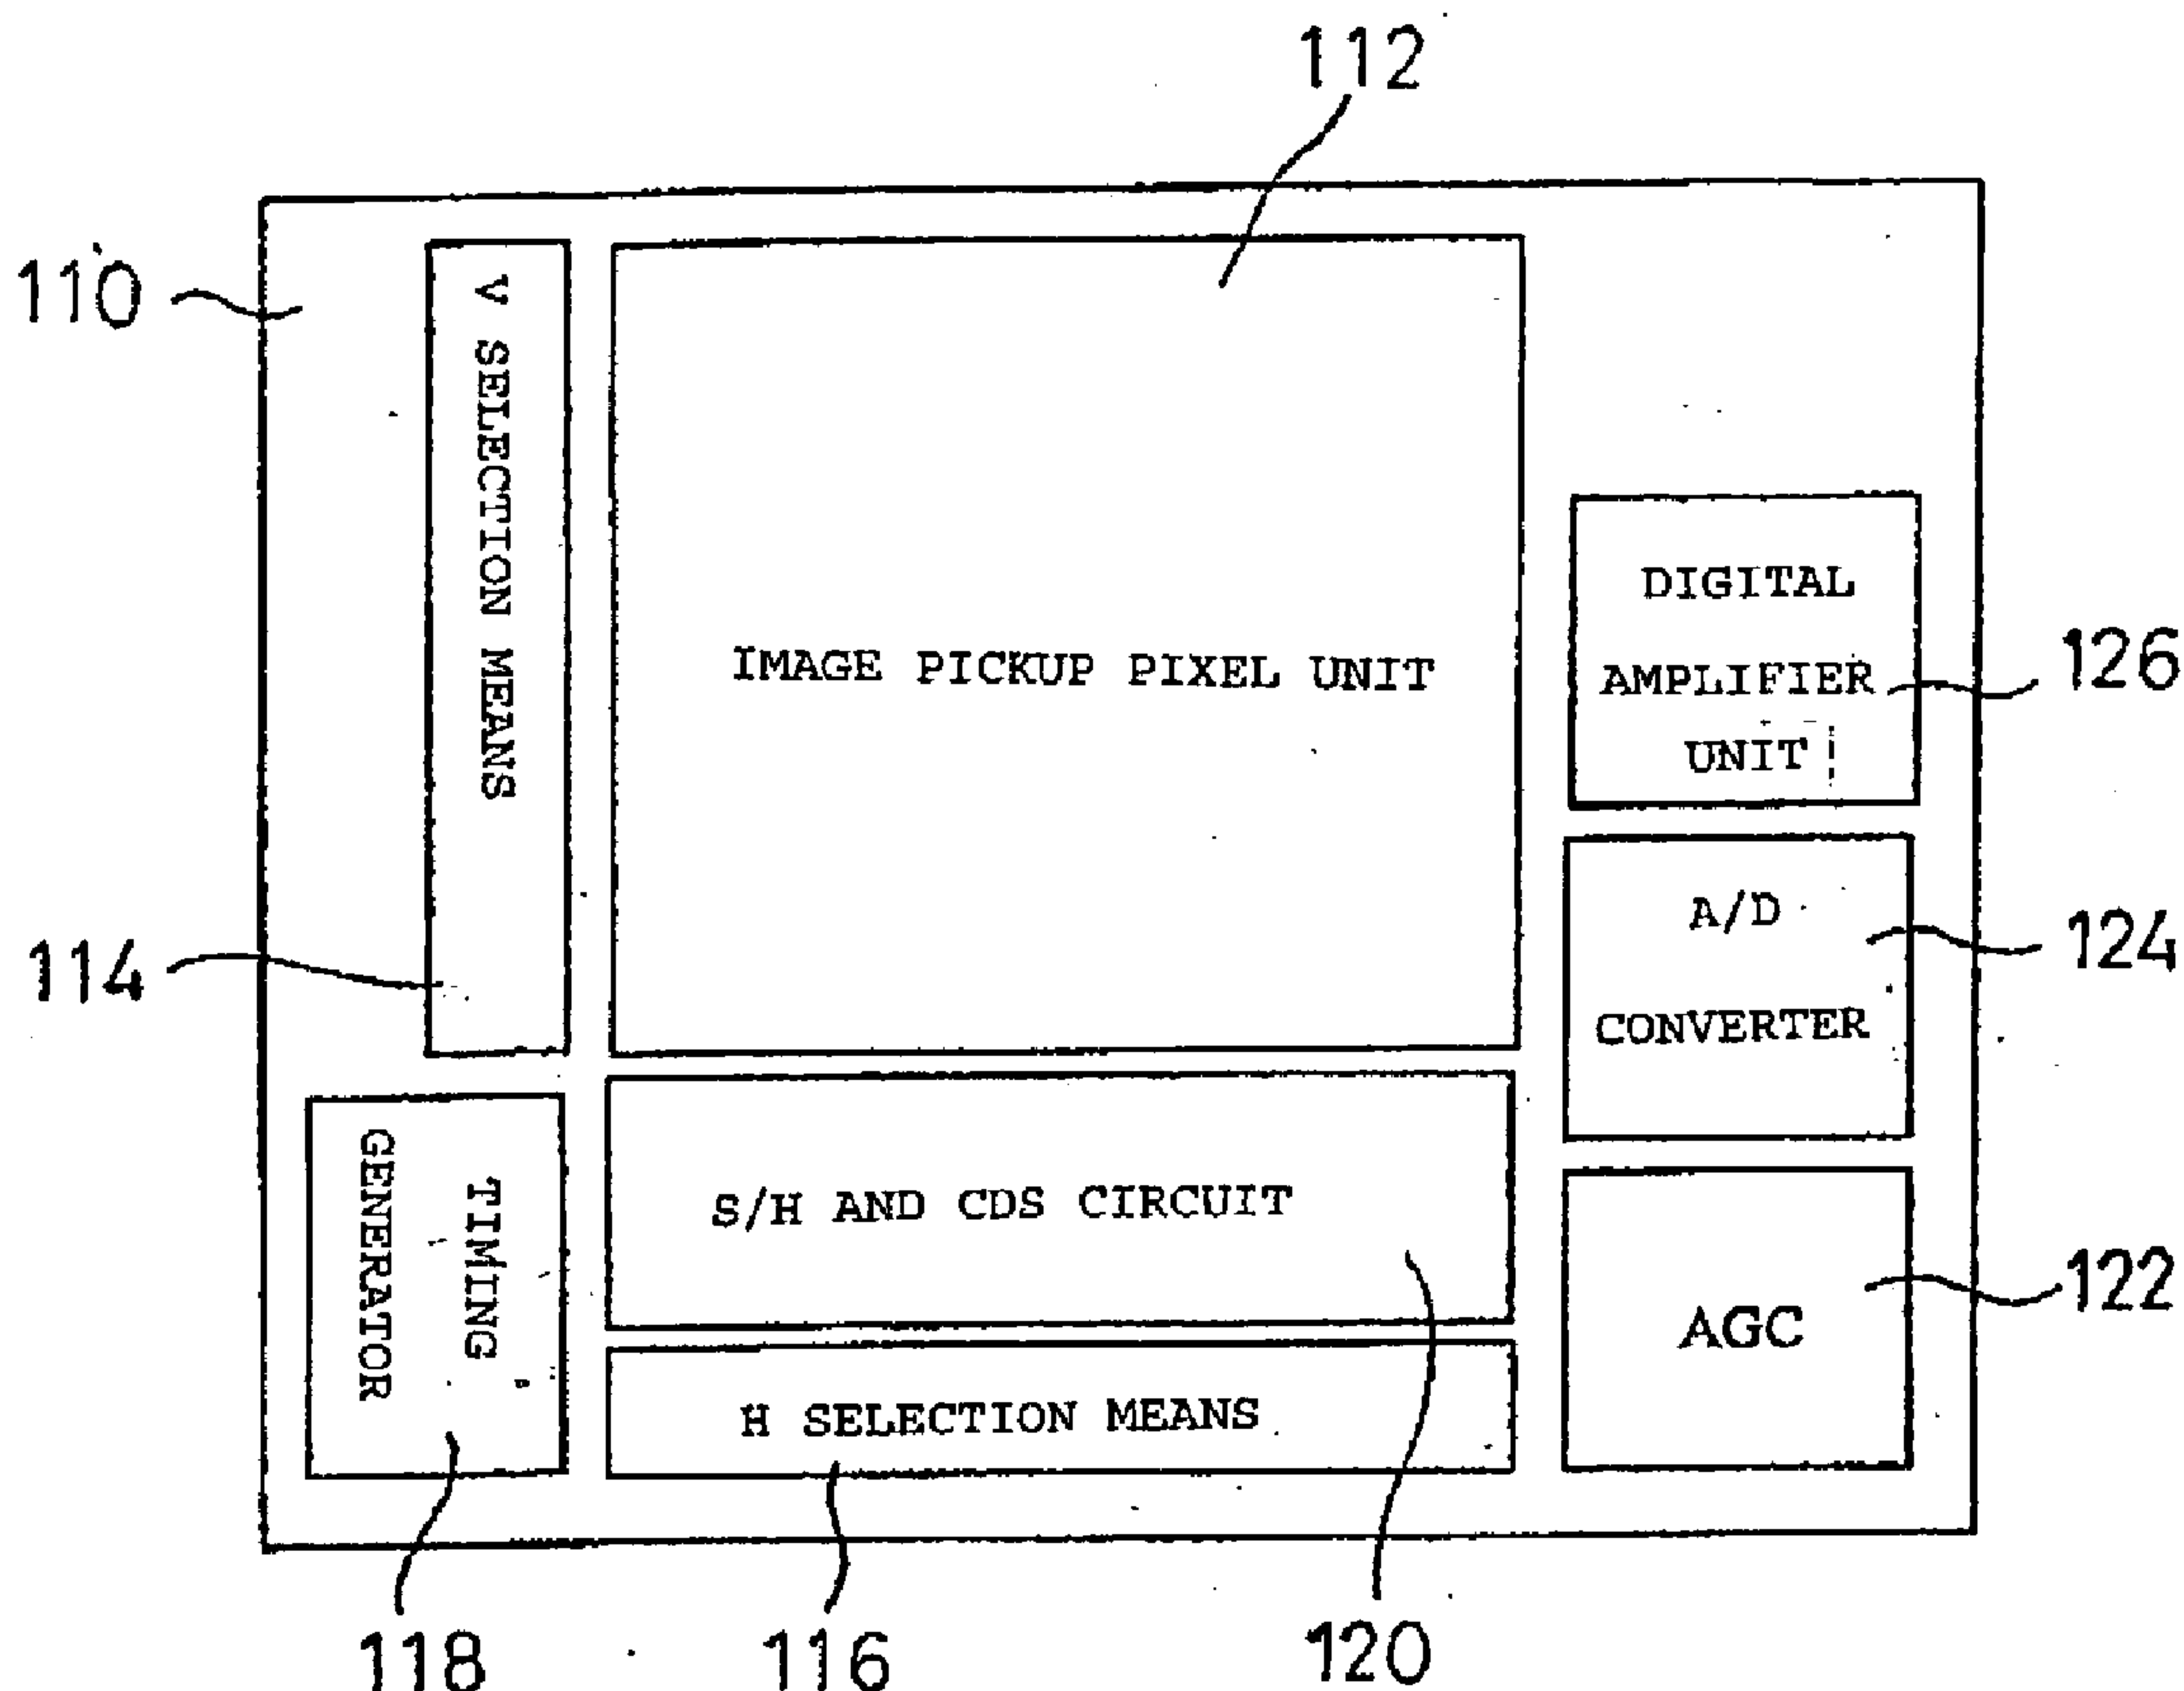 112
110
V SELECTION MEANS
IMAGE PICKUP PIXEL UNIT
DIGITAL
AMPLIFIER
UNIT
126
114
A/D
CONVERTER
124
TIMING
GENERATOR
S/H AND CDS CIRCUIT
AGC
122
H SELECTION MEANS
118
116
120